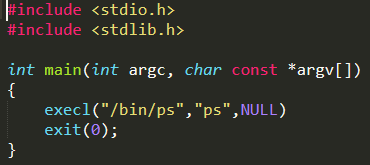 #include <stdio.h>
#include <stdlib.h>
int main(int argc, char const *argv[])
{
    execl("/bin/ps","ps",NULL)
    exit(0);
}